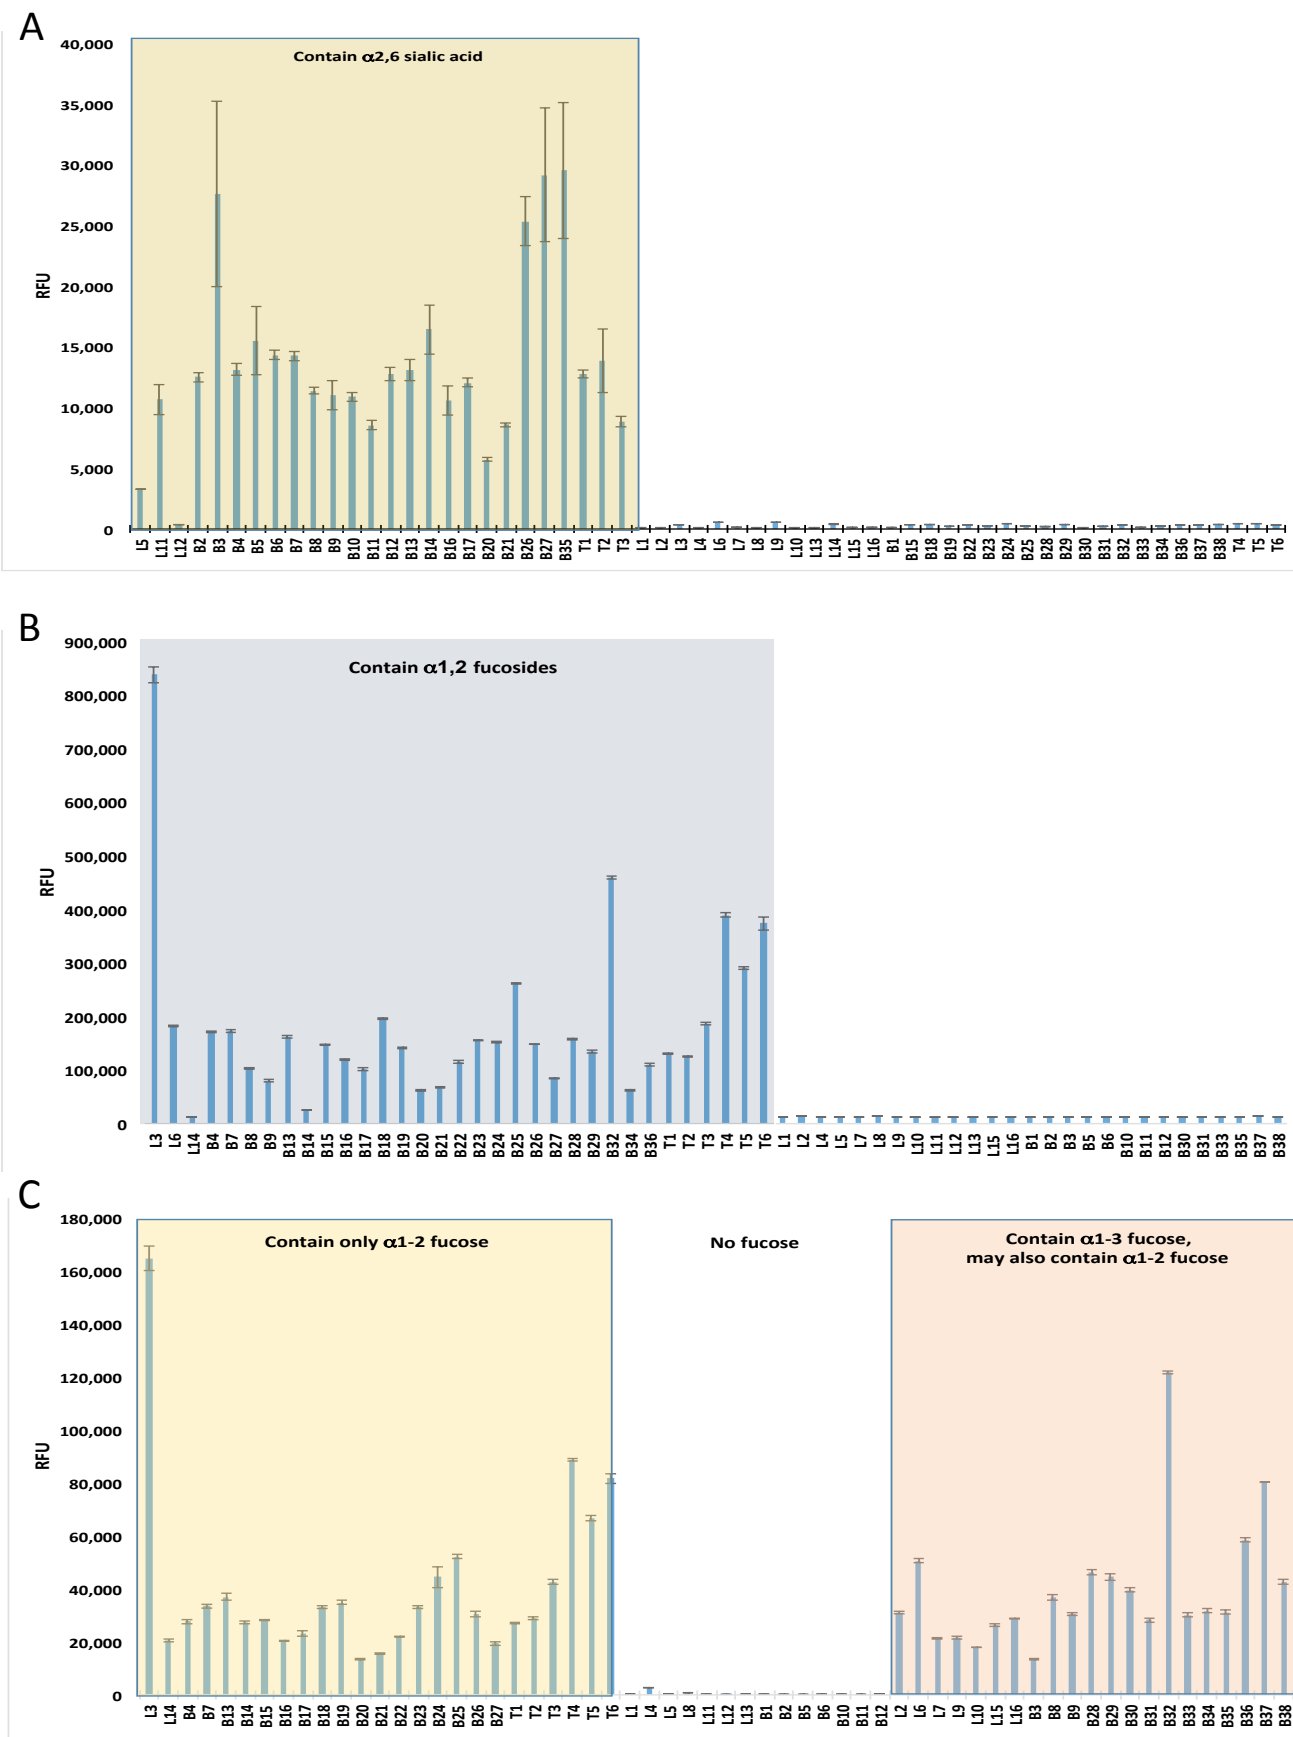 A
40,000
Contain α2,6 sialic acid
35,000
30,000
25,000
20,000
15,000
10,000
5,000
0
RFU
L5 L11 L12 B2 B3 B4 B5 B6 B7 B8 B9 B10 B11 B12 B13 B14 B16 B17 B20 B21 B26 B27 B35 T1 T2 T3 L1 L2 L3 L4 L6 L7 L8 L9 L10 L13 L14 L15 L16 B1 B15 B18 B19 B22 B23 B24 B25 B28 B29 B30 B31 B32 B33 B34 B36 B37 B38 T4 T5 T6
B
900,000
Contain α1,2 fucosides
800,000
700,000
600,000
500,000
400,000
300,000
200,000
100,000
0
RFU
L3 L6 L14 B4 B7 B8 B9 B13 B14 B15 B16 B17 B18 B19 B20 B21 B22 B23 B24 B25 B26 B27 B28 B29 B32 B34 B36 T1 T2 T3 T4 T5 T6 L1 L2 L4 L5 L7 L8 L9 L10 L11 L12 L13 L15 L16 B1 B2 B3 B5 B6 B10 B11 B12 B30 B31 B33 B35 B37 B38
C
180,000
Contain only α1-2 fucose
No fucose
Contain α1-3 fucose,
may also contain α1-2 fucose
160,000
140,000
120,000
100,000
80,000
60,000
40,000
20,000
0
RFU
L3 L14 B4 B7 B13 B14 B15 B16 B17 B18 B19 B20 B21 B22 B23 B24 B25 B26 B27 T1 T2 T3 T4 T5 T6 L1 L4 L5 L8 L11 L12 L13 B1 B2 B5 B6 B10 B11 B12 L2 L6 L7 L9 L10 L15 L16 B3 B8 B9 B28 B29 B30 B31 B32 B33 B34 B35 B36 B37 B38